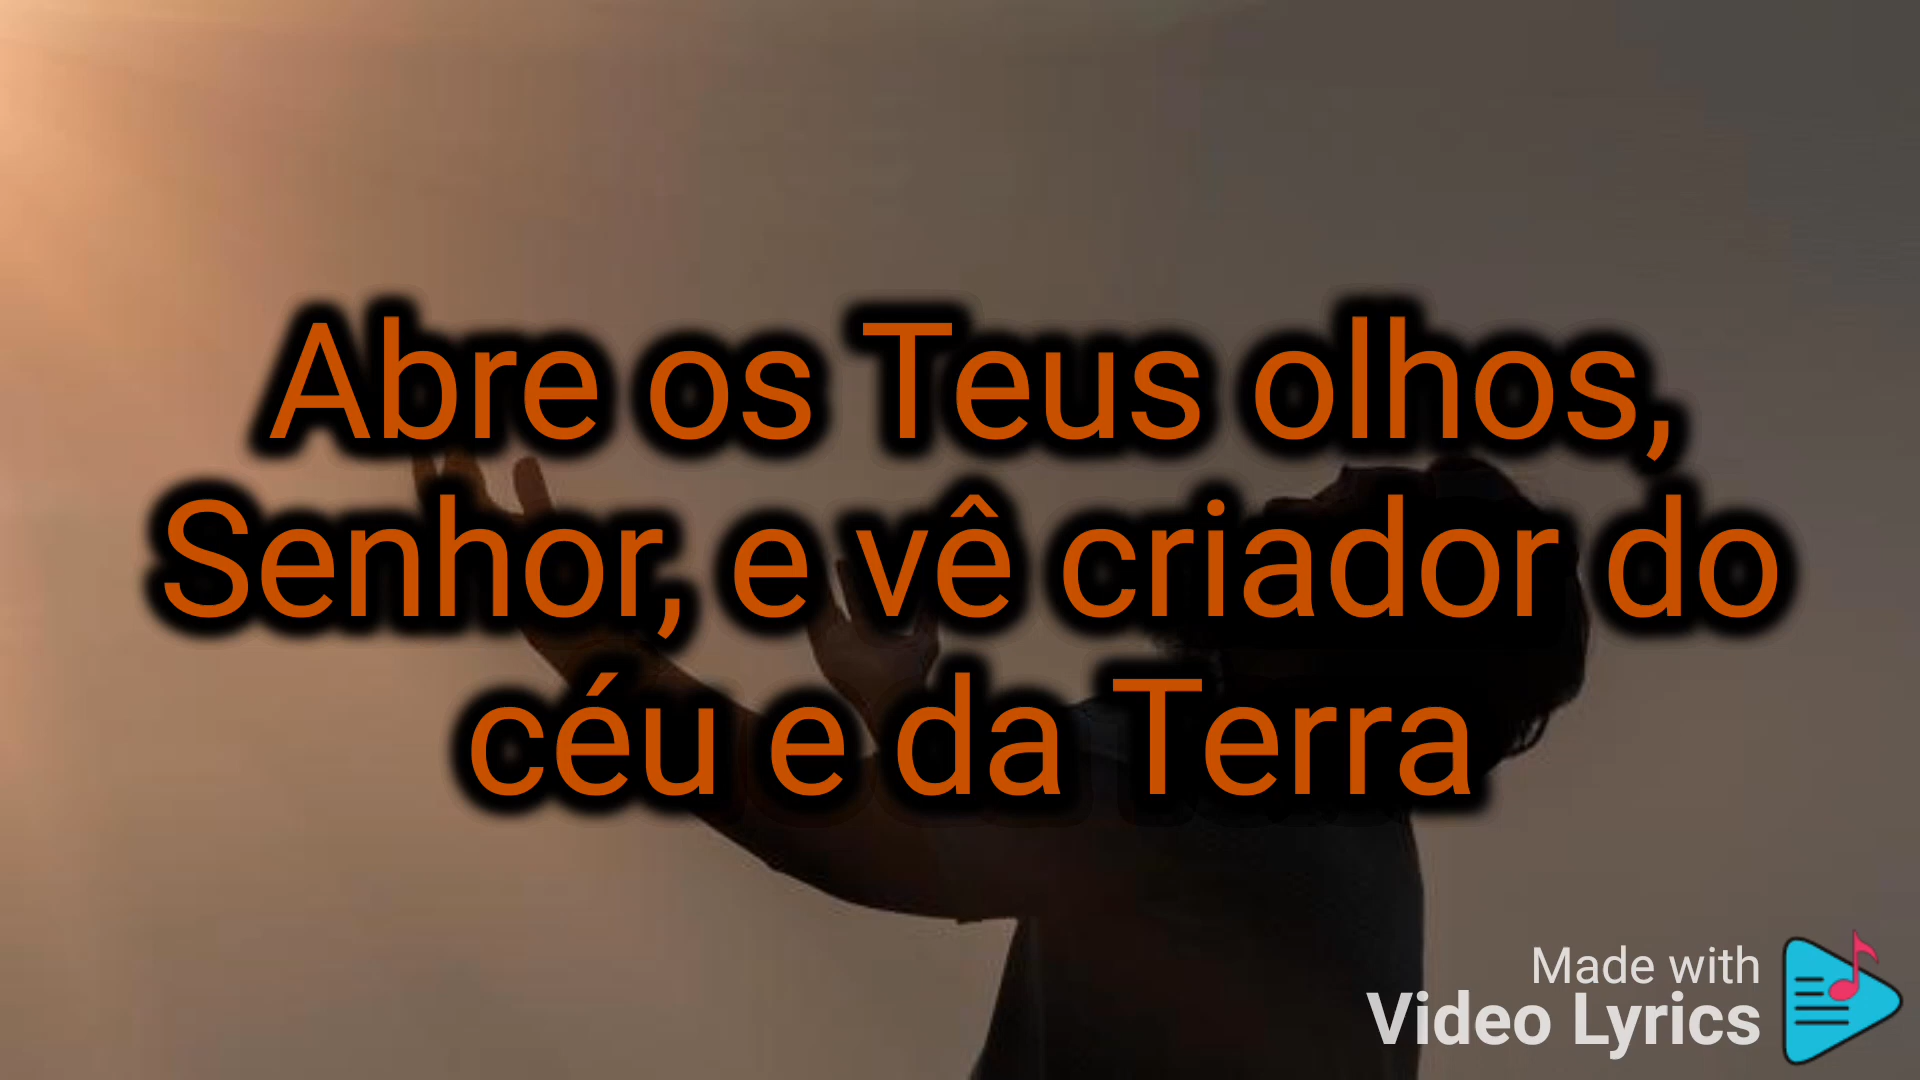 Abre os Teus olhos,
Senhor, e vê criador do
céu e da Terra
Made with
Video Lyrics